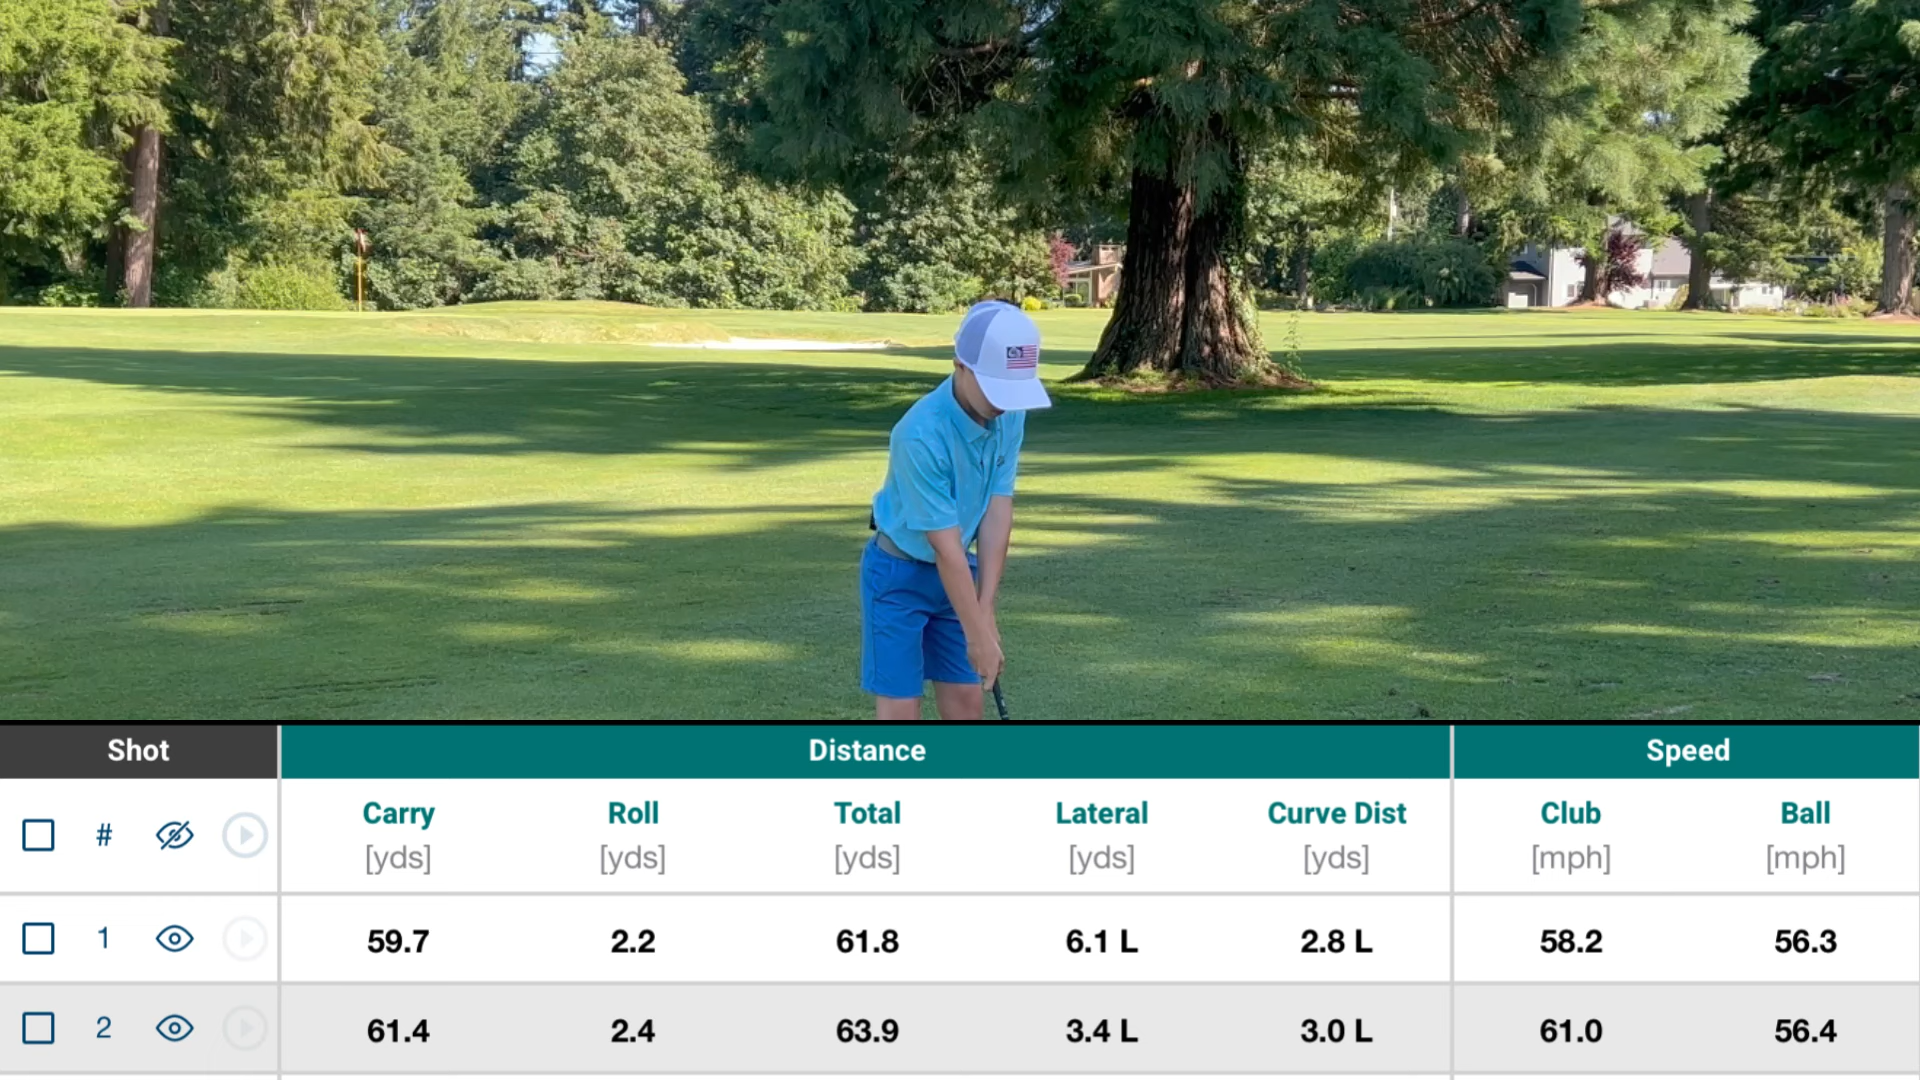 Shot Distance Speed
# Carry Roll Total Lateral Curve Dist Club Ball
[yds] [yds] [yds] [yds] [yds] [mph] [mph]
1 59.7 2.2 61.8 6.1 L 2.8 L 58.2 56.3
2 61.4 2.4 63.9 3.4 L 3.0 L 61.0 56.4